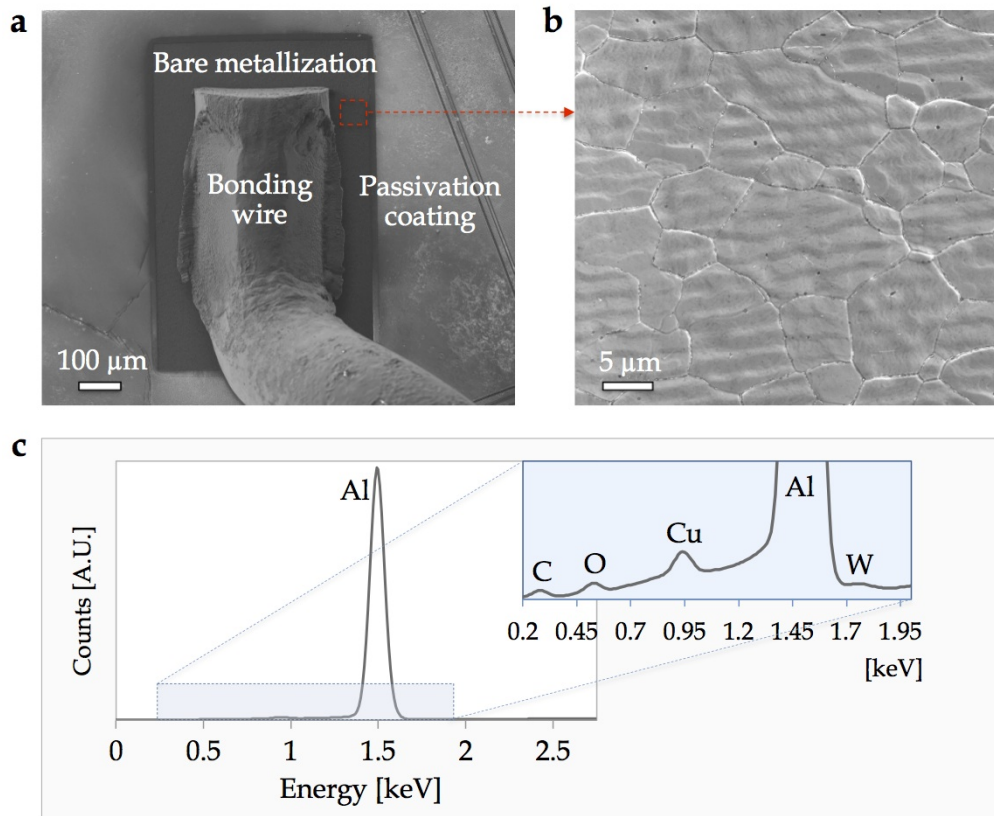 a
Bare metallization
Bonding
wire
Passivation
coating
100 µm
b
5 µm
c
Counts [A.U.]
Al
0
0.5
1
1.5
2
2.5
Energy [keV]
C
O
Cu
Al
W
0.2
0.45
0.7
0.95
1.2
1.45
1.7
1.95
[keV]